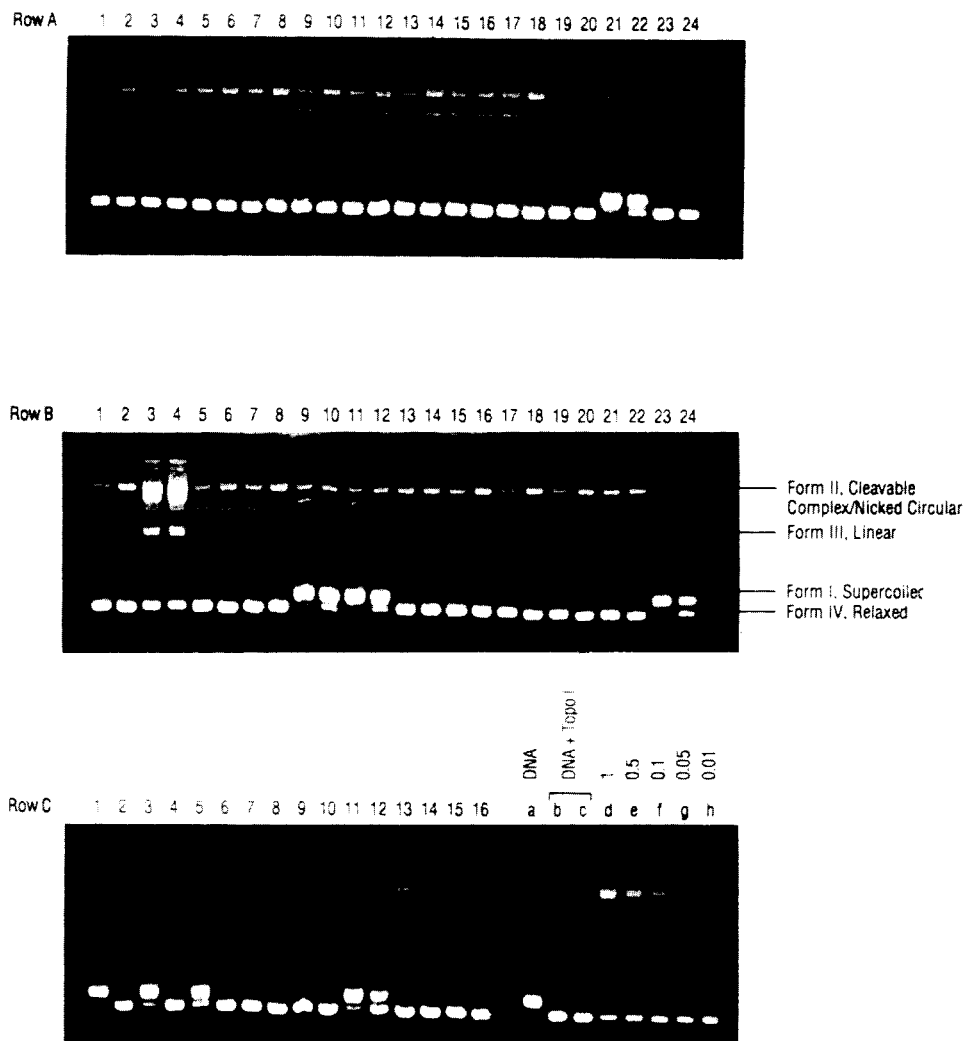 Row A 1 2 3 4 5 6 7 8 9 10 11 12 13 14 15 16 17 18 19 20 21 22 23 24
Row B 1 2 3 4 5 6 7 8 9 10 11 12 13 14 15 16 17 18 19 20 21 22 23 24
Form II, Cleavable
Complex/Nicked Circular
Form III, Linear
Form I, Supercoiled
Form IV, Relaxed
DNA
DNA + Topo I
1
0.5
0.1
0.05
0.01
Row C 1 2 3 4 5 6 7 8 9 10 11 12 13 14 15 16 a b c d e f g h